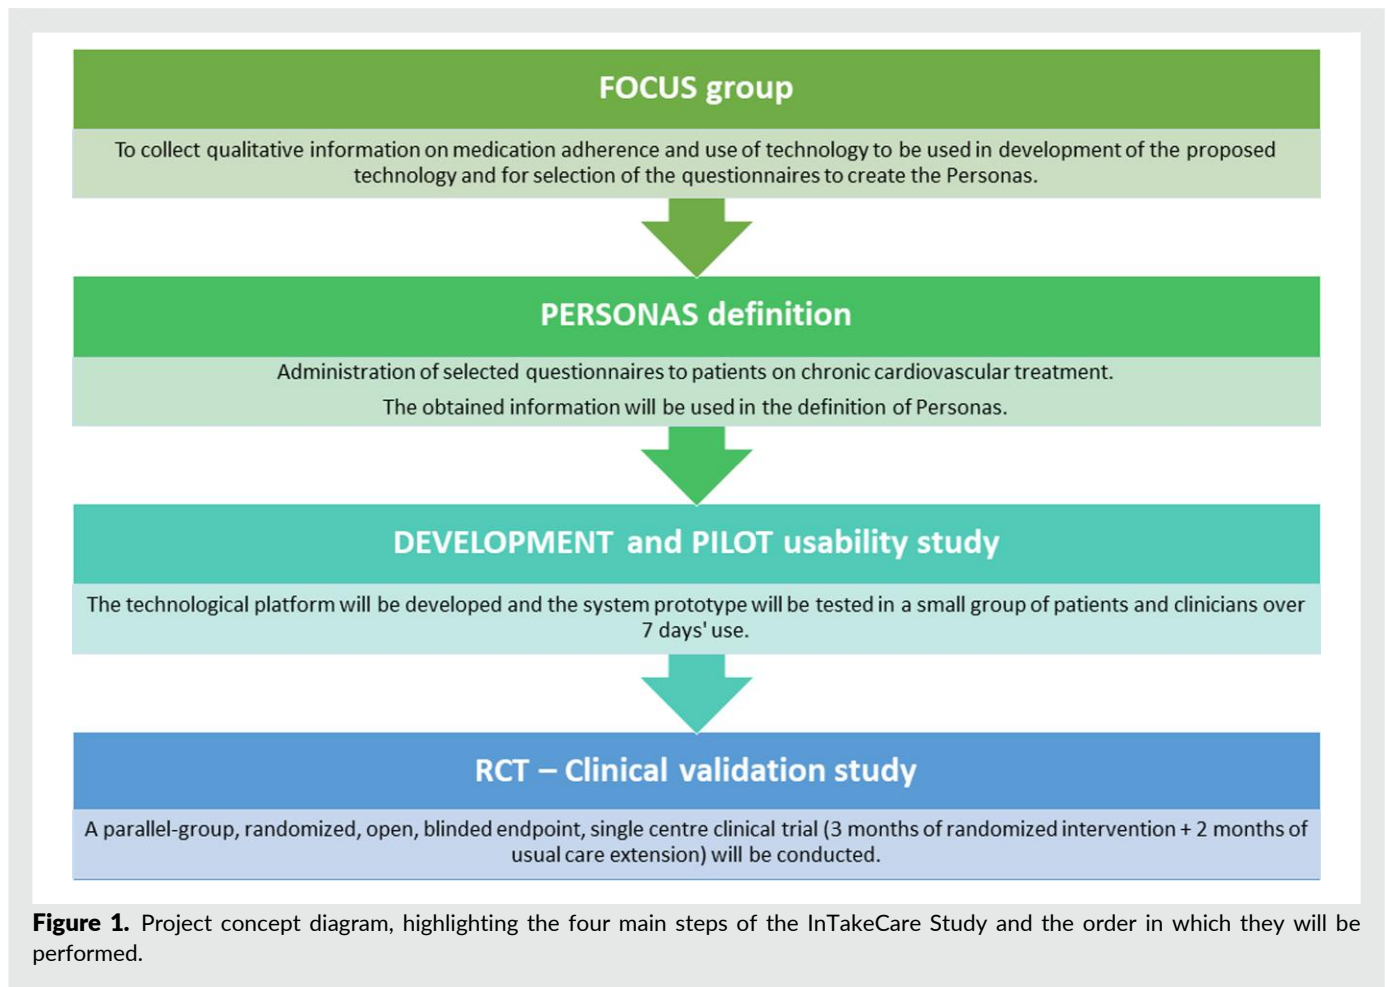 FOCUS group
To collect qualitative information on medication adherence and use of technology to be used in development of the proposed
technology and for selection of the questionnaires to create the Personas.
PERSONAS definition
Administration of selected questionnaires to patients on chronic cardiovascular treatment.
The obtained information will be used in the definition of Personas.
DEVELOPMENT and PILOT usability study
The technological platform will be developed and the system prototype will be tested in a small group of patients and clinicians over
7 days' use.
RCT – Clinical validation study
A parallel-group, randomized, open, blinded endpoint, single centre clinical trial (3 months of randomized intervention + 2 months of
usual care extension) will be conducted.
Figure 1. Project concept diagram, highlighting the four main steps of the InTakeCare Study and the order in which they will be
performed.